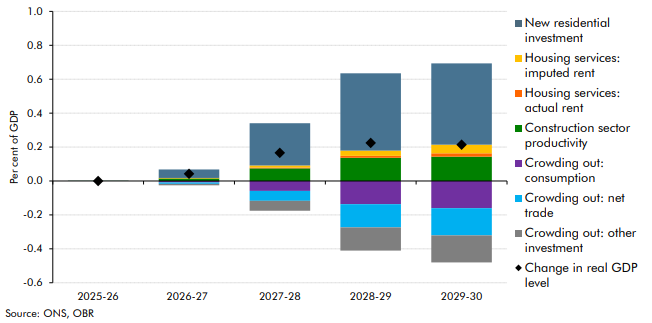 1.0
0.8
0.6
0.4
0.2
0.0
-0.2
-0.4
-0.6
Per cent of GDP
2025-26
2026-27
2027-28
2028-29
2029-30
New residential
investment
Housing services:
imputed rent
Housing services:
actual rent
Construction sector
productivity
Crowding out:
consumption
Crowding out: net
trade
Crowding out: other
investment
Change in real GDP
level
Source: ONS, OBR